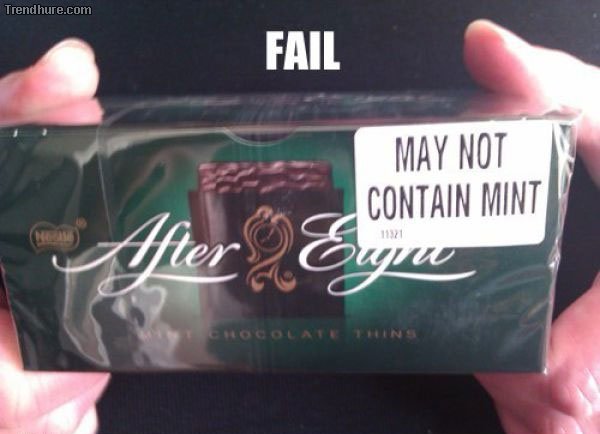 Trendhure.com
FAIL
MAY NOT
CONTAIN MINT
11321
Nestlé
After Eight
MINT CHOCOLATE THINS